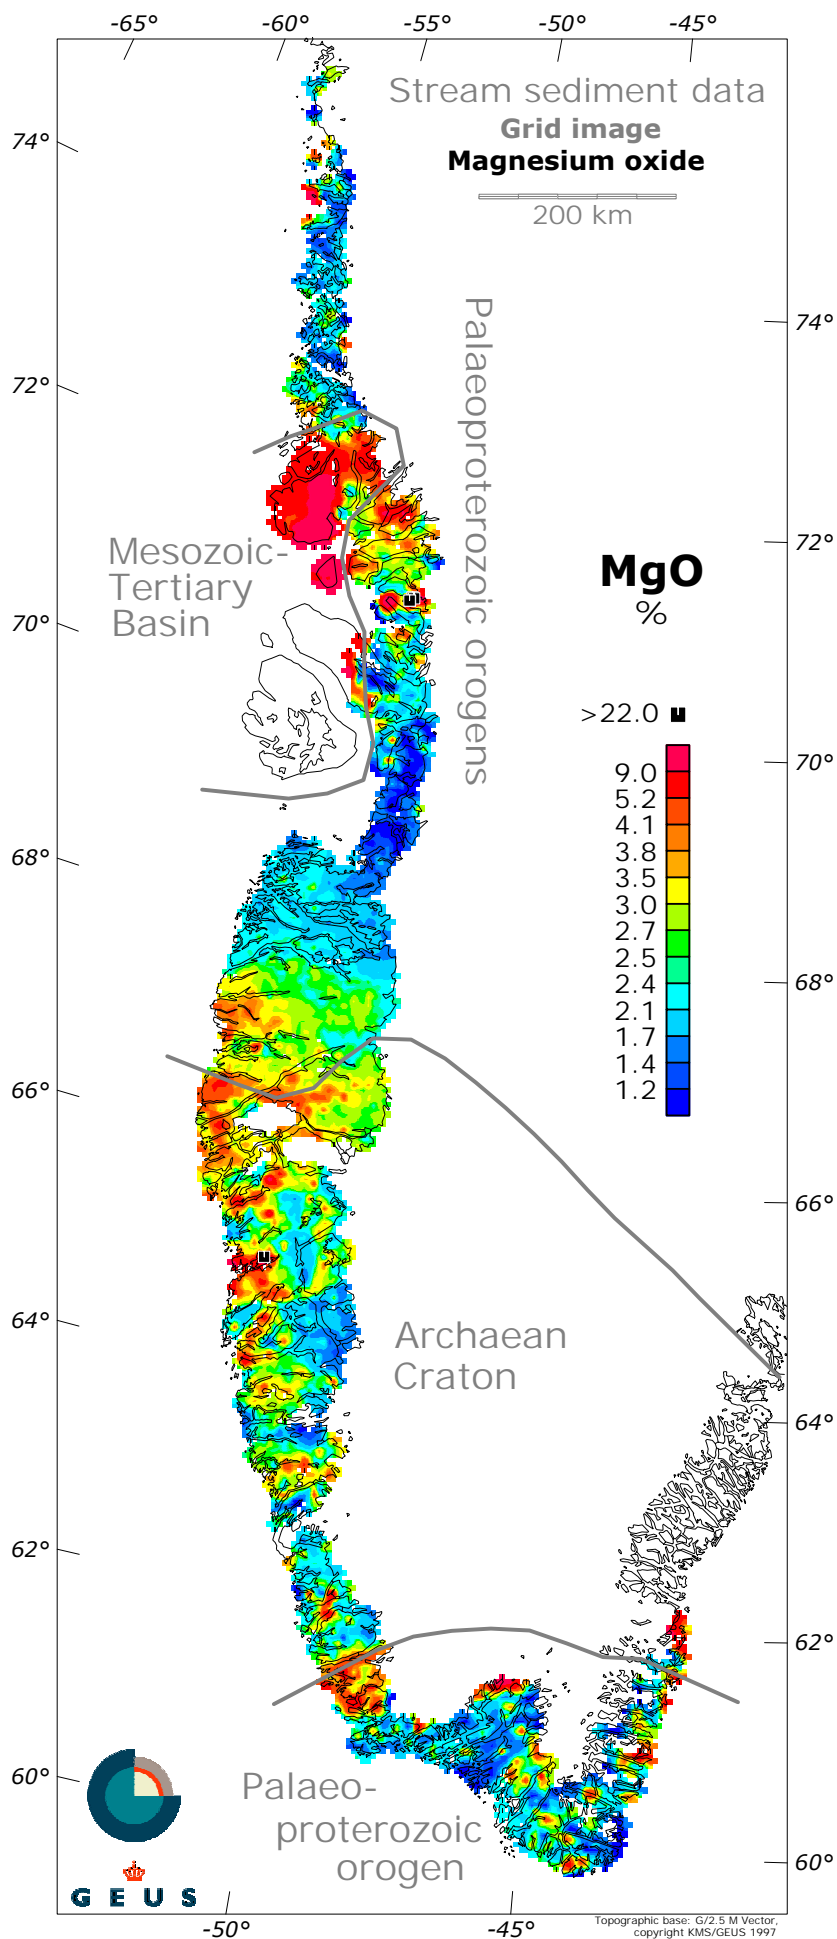 -65° -60° -55° -50° -45°
Stream sediment data
Grid image
Magnesium oxide
200 km
74°
74°
72°
72°
70°
70°
68°
68°
66°
66°
64°
64°
62°
62°
60°
60°
Palaeoproterozoic orogens
Mesozoic-
Tertiary
Basin
MgO
%
>22.0
9.0
5.2
4.1
3.8
3.5
3.0
2.7
2.5
2.4
2.1
1.7
1.4
1.2
Archaean
Craton
Palaeo-
proterozoic
orogen
GEUS
-50° -45°
Topographic base: G/2.5 M Vector,
copyright KMS/GEUS 1997